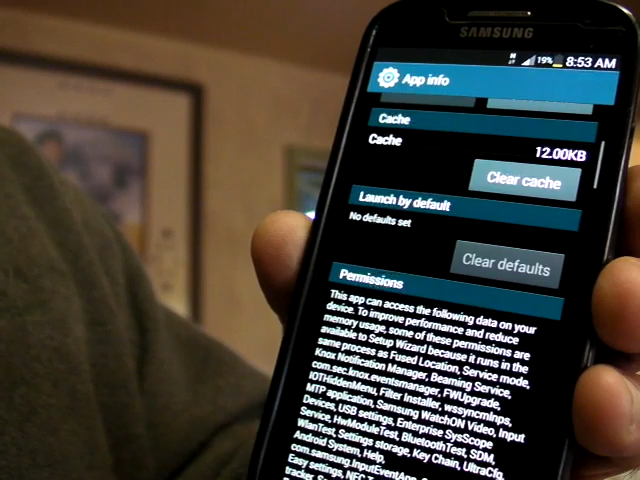 SAMSUNG
19% 8:53 AM
App info
Cache
Cache
12.00KB
Clear cache
Launch by default
No defaults set
Clear defaults
Permissions
This app can access the following data on your
device. To improve performance and reduce
memory usage, some of these permissions are
available to Setup Wizard because it runs in the
same process as Fused Location, Service mode,
Knox Notification Manager, Beaming Service,
com.sec.knox.eventsmanager, FWUpgrade,
IOTHiddenMenu, Filter Installer, wssyncmlnps,
MTP application, Samsung WatchON Video, Input
Devices, USB settings, Enterprise SysScope
Service, HwModuleTest, BluetoothTest, SDM,
WlanTest, Settings storage, Key Chain, UltraCfg,
Android System, Help,
com.samsung.InputEventApp,
Easy settings, NFC
tracker,